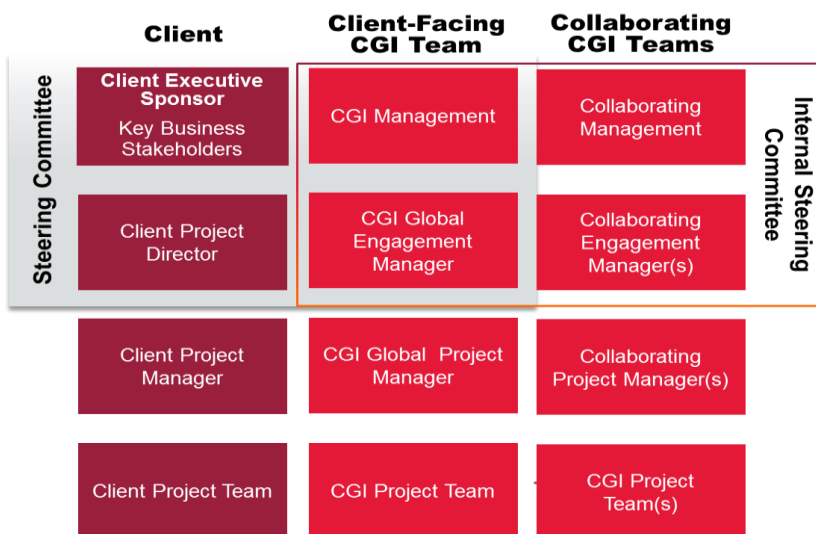 Client
Client-Facing
CGI Team
Collaborating
CGI Teams
Steering Committee
Client Executive
Sponsor
Key Business
Stakeholders
CGI Management
Collaborating
Management
Internal Steering
Committee
Client Project
Director
CGI Global
Engagement
Manager
Collaborating
Engagement
Manager(s)
Client Project
Manager
CGI Global  Project
Manager
Collaborating
Project Manager(s)
Client Project Team
CGI Project Team
CGI Project
Team(s)